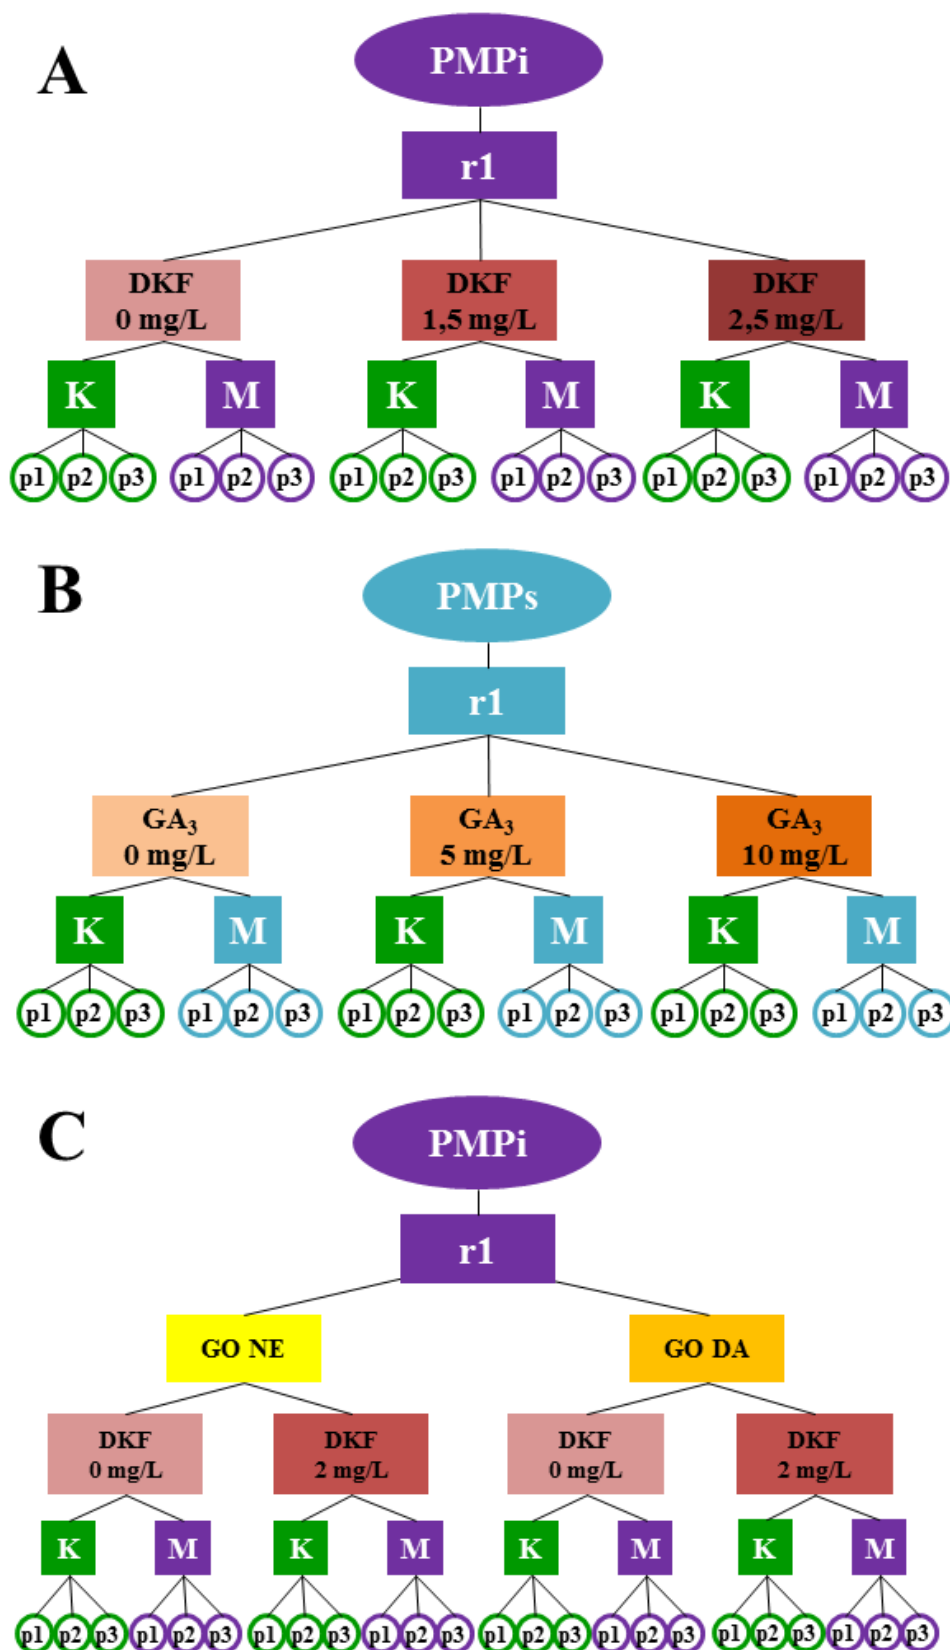 A
PMPi
r1
DKF
0 mg/L
DKF
1,5 mg/L
DKF
2,5 mg/L
K M K M K M
p1 p2 p3 p1 p2 p3 p1 p2 p3 p1 p2 p3 p1 p2 p3 p1 p2 p3
B
PMPs
r1
GA₃
0 mg/L
GA₃
5 mg/L
GA₃
10 mg/L
K M K M K M
p1 p2 p3 p1 p2 p3 p1 p2 p3 p1 p2 p3 p1 p2 p3 p1 p2 p3
C
PMPi
r1
GO NE GO DA
DKF
0 mg/L
DKF
2 mg/L
DKF
0 mg/L
DKF
2 mg/L
K M K M K M K M
p1 p2 p3 p1 p2 p3 p1 p2 p3 p1 p2 p3 p1 p2 p3 p1 p2 p3 p1 p2 p3 p1 p2 p3